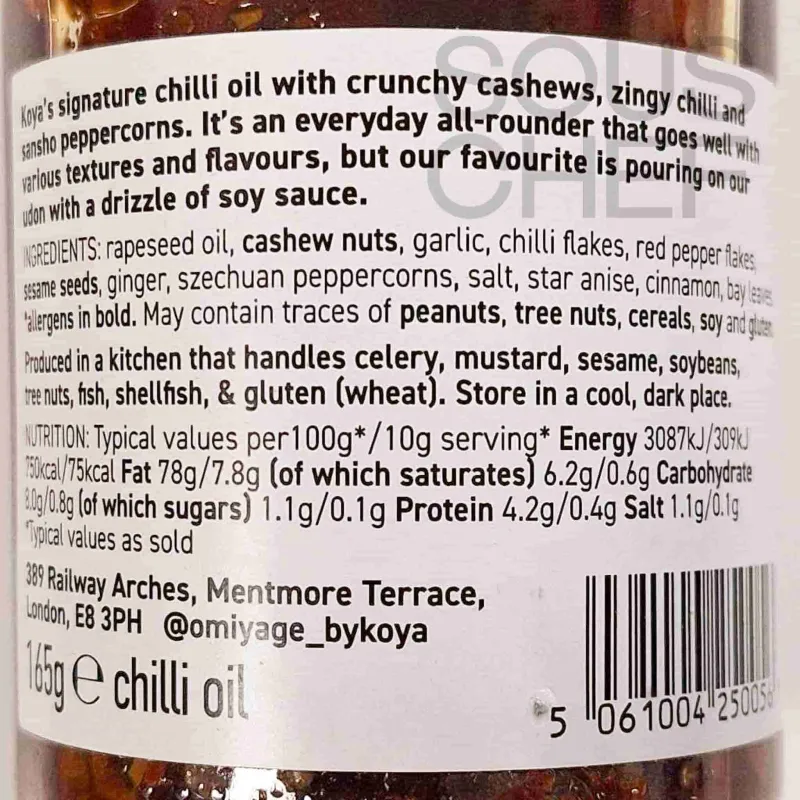 Koya's signature chilli oil with crunchy cashews, zingy chilli and
sansho peppercorns. It's an everyday all-rounder that goes well with
various textures and flavours, but our favourite is pouring on our
udon with a drizzle of soy sauce.
INGREDIENTS: rapeseed oil, cashew nuts, garlic, chilli flakes, red pepper flakes,
sesame seeds, ginger, szechuan peppercorns, salt, star anise, cinnamon, bay leaves
*allergens in bold. May contain traces of peanuts, tree nuts, cereals, soy and gluten
Produced in a kitchen that handles celery, mustard, sesame, soybeans,
tree nuts, fish, shellfish, & gluten (wheat). Store in a cool, dark place.
NUTRITION: Typical values per100g*/10g serving* Energy 3087kJ/309kJ
750kcal/75kcal Fat 78g/7.8g (of which saturates) 6.2g/0.6g Carbohydrate
8.0g/0.8g (of which sugars) 1.1g/0.1g Protein 4.2g/0.4g Salt 1.1g/0.1g
*Typical values as sold
389 Railway Arches, Mentmore Terrace,
London, E8 3PH @omiyage_bykoya
165g e chilli oil
5 061004 250056
SOUS
CHEF